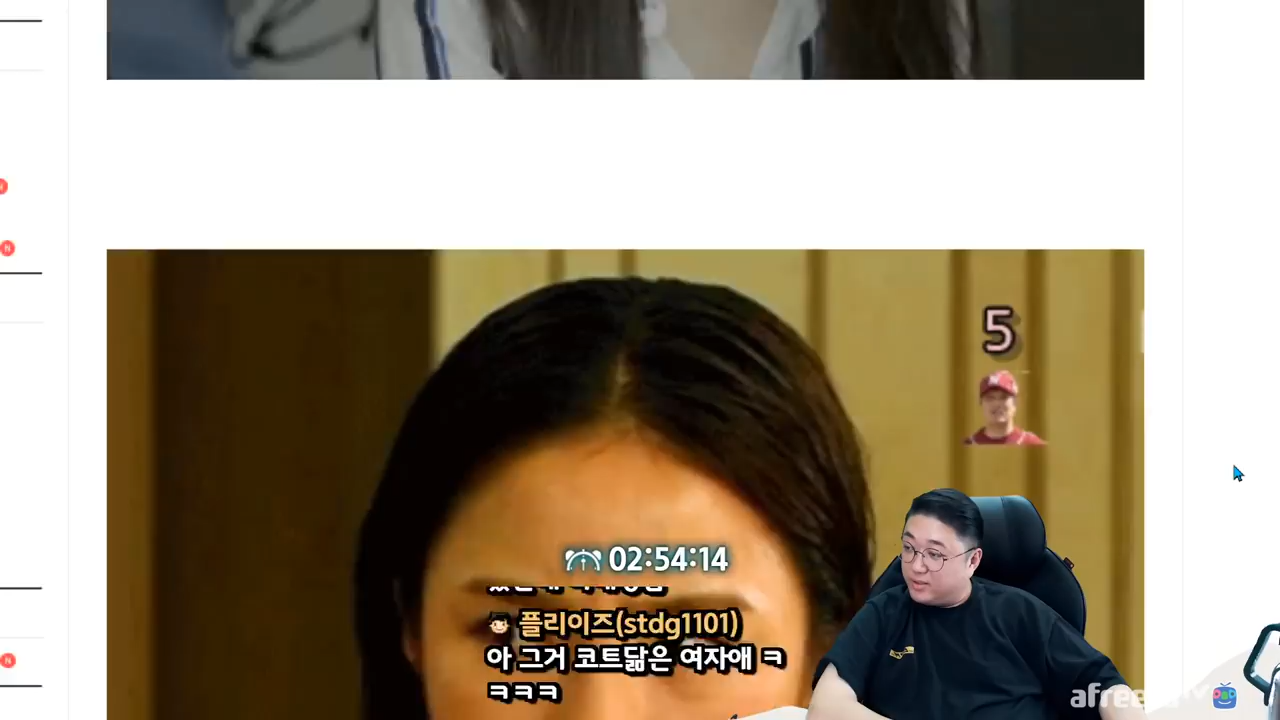 5
02:54:14
플리이즈(stdg1101)
아 그거 코트닮은 여자애 ㅋ
ㅋㅋㅋ